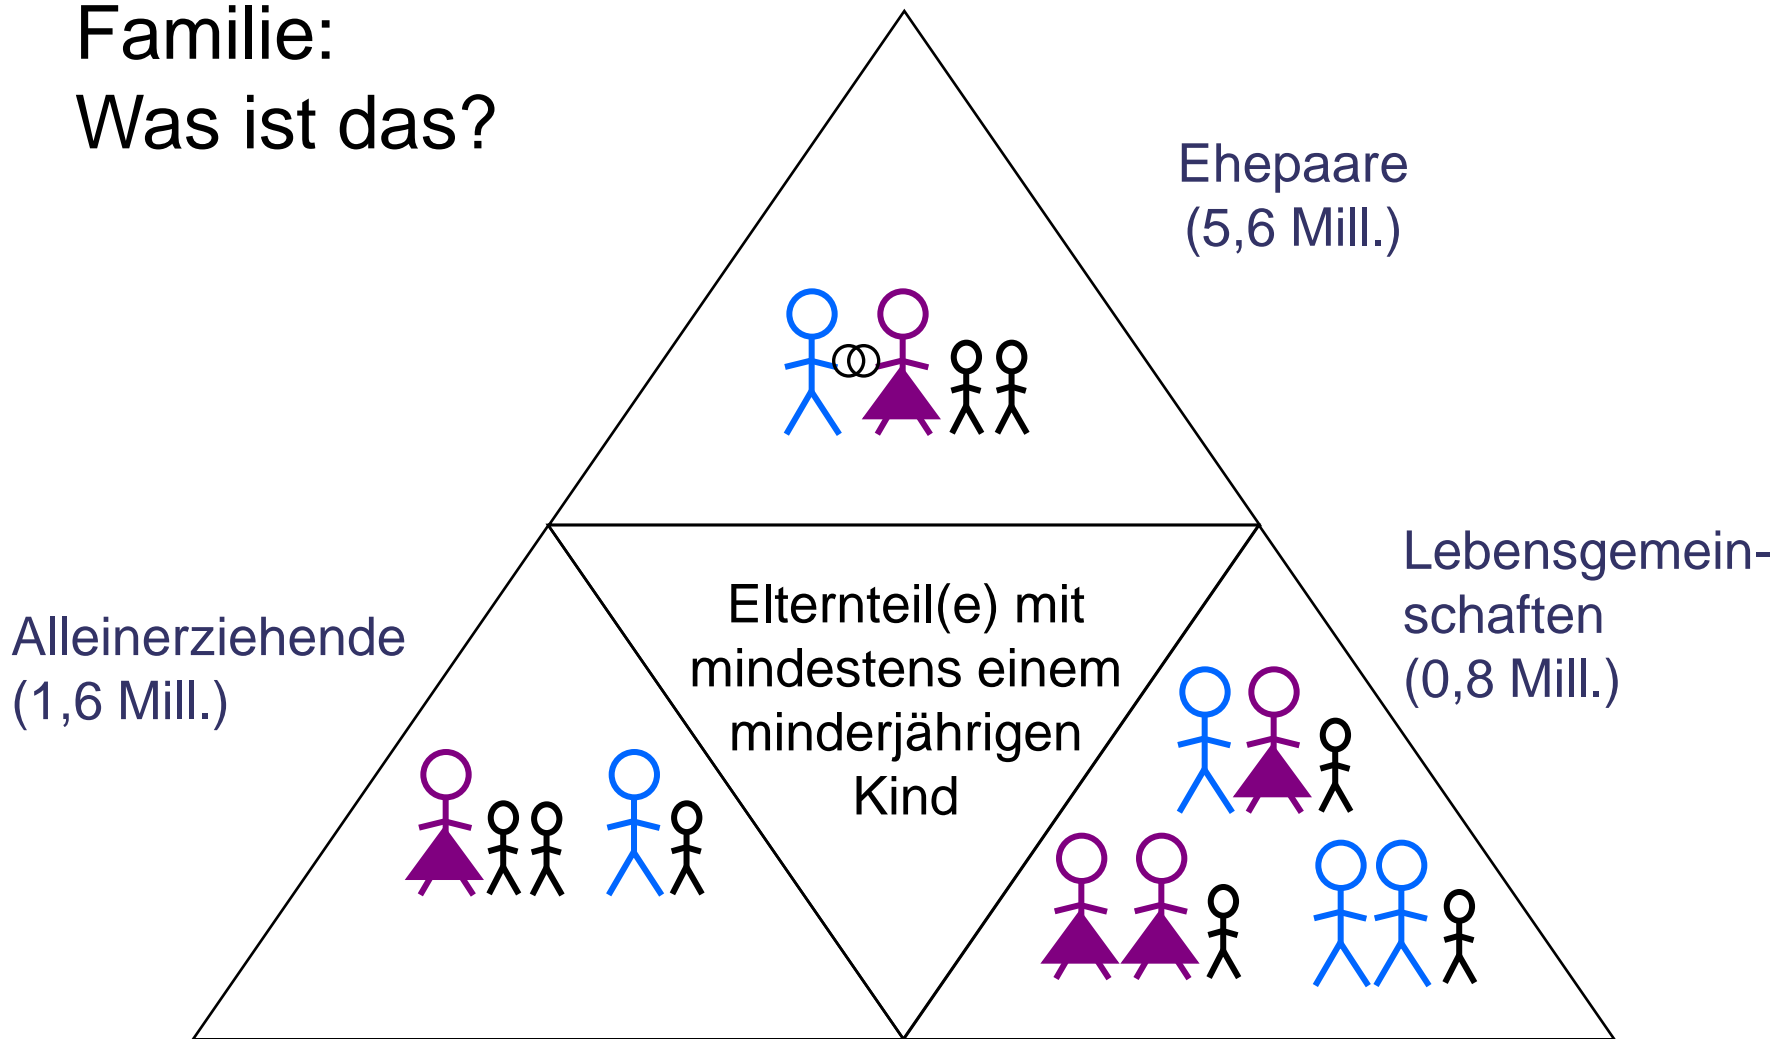 Familie:
Was ist das?
Ehepaare
(5,6 Mill.)
Lebensgemein-
schaften
(0,8 Mill.)
Alleinerziehende
(1,6 Mill.)
Elternteil(e) mit
mindestens einem
minderjährigen
Kind